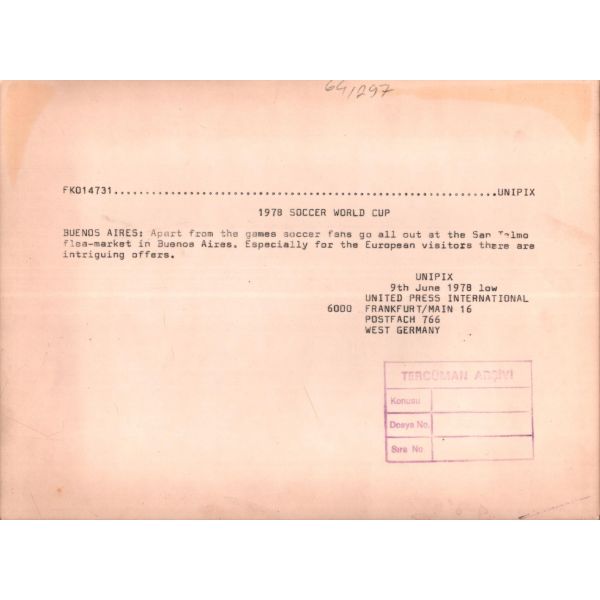 64/297
FK014731......................................................UNIPIX
1978 SOCCER WORLD CUP
BUENOS AIRES: Apart from the games soccer fans go all out at the San Telmo
flea-market in Buenos Aires. Especially for the European visitors there are
intriguing offers.
UNIPIX
9th June 1978 low
UNITED PRESS INTERNATIONAL
6000 FRANKFURT/MAIN 16
POSTFACH 766
WEST GERMANY
TERCÜMAN ARŞİVİ
Konusu
Dosya No.
Sıra No